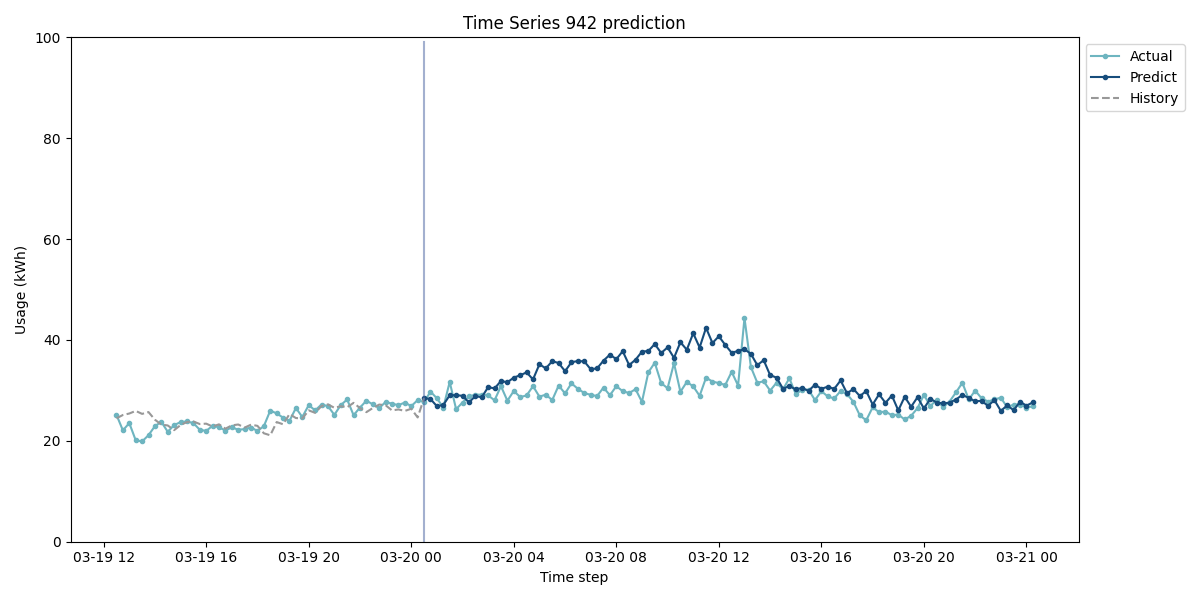 Time Series 942 prediction
Usage (kWh)
100
80
60
40
20
0
03-19 12
03-19 16
03-19 20
03-20 00
03-20 04
03-20 08
03-20 12
03-20 16
03-20 20
03-21 00
Time step
Actual
Predict
History